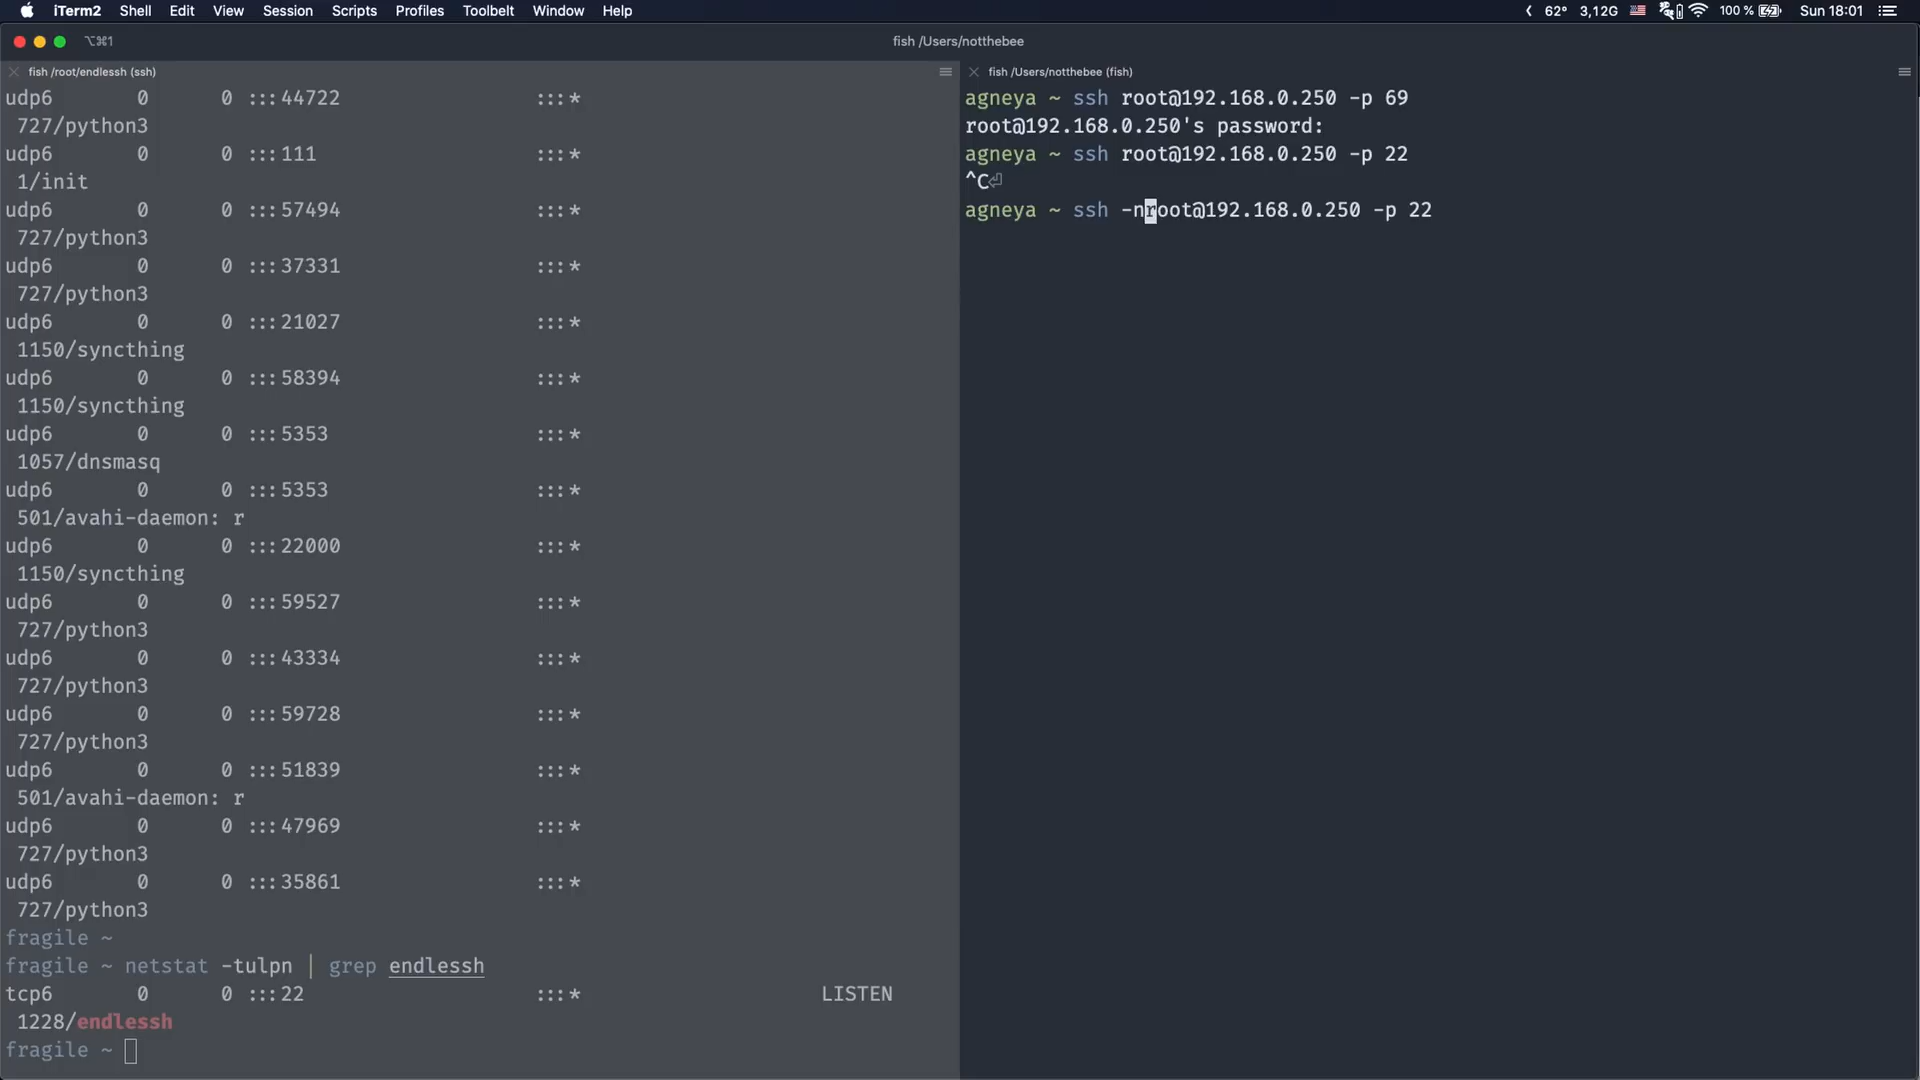 iTerm2 Shell Edit View Session Scripts Profiles Toolbelt Window Help 62° 3,12G 100 % Sun 18:01
⌥⌘1 fish /Users/notthebee
fish /root/endlessh (ssh)
udp6 0 0 :::44722 :::*
727/python3
udp6 0 0 :::111 :::*
1/init
udp6 0 0 :::57494 :::*
727/python3
udp6 0 0 :::37331 :::*
727/python3
udp6 0 0 :::21027 :::*
1150/syncthing
udp6 0 0 :::58394 :::*
1150/syncthing
udp6 0 0 :::5353 :::*
1057/dnsmasq
udp6 0 0 :::5353 :::*
501/avahi-daemon: r
udp6 0 0 :::22000 :::*
1150/syncthing
udp6 0 0 :::59527 :::*
727/python3
udp6 0 0 :::43334 :::*
727/python3
udp6 0 0 :::59728 :::*
727/python3
udp6 0 0 :::51839 :::*
501/avahi-daemon: r
udp6 0 0 :::47969 :::*
727/python3
udp6 0 0 :::35861 :::*
727/python3
fragile ~
fragile ~ netstat -tulpn | grep endlessh
tcp6 0 0 :::22 :::* LISTEN
1228/endlessh
fragile ~
fish /Users/notthebee (fish)
agneya ~ ssh root@192.168.0.250 -p 69
root@192.168.0.250's password:
agneya ~ ssh root@192.168.0.250 -p 22
^C⏎
agneya ~ ssh -nroot@192.168.0.250 -p 22